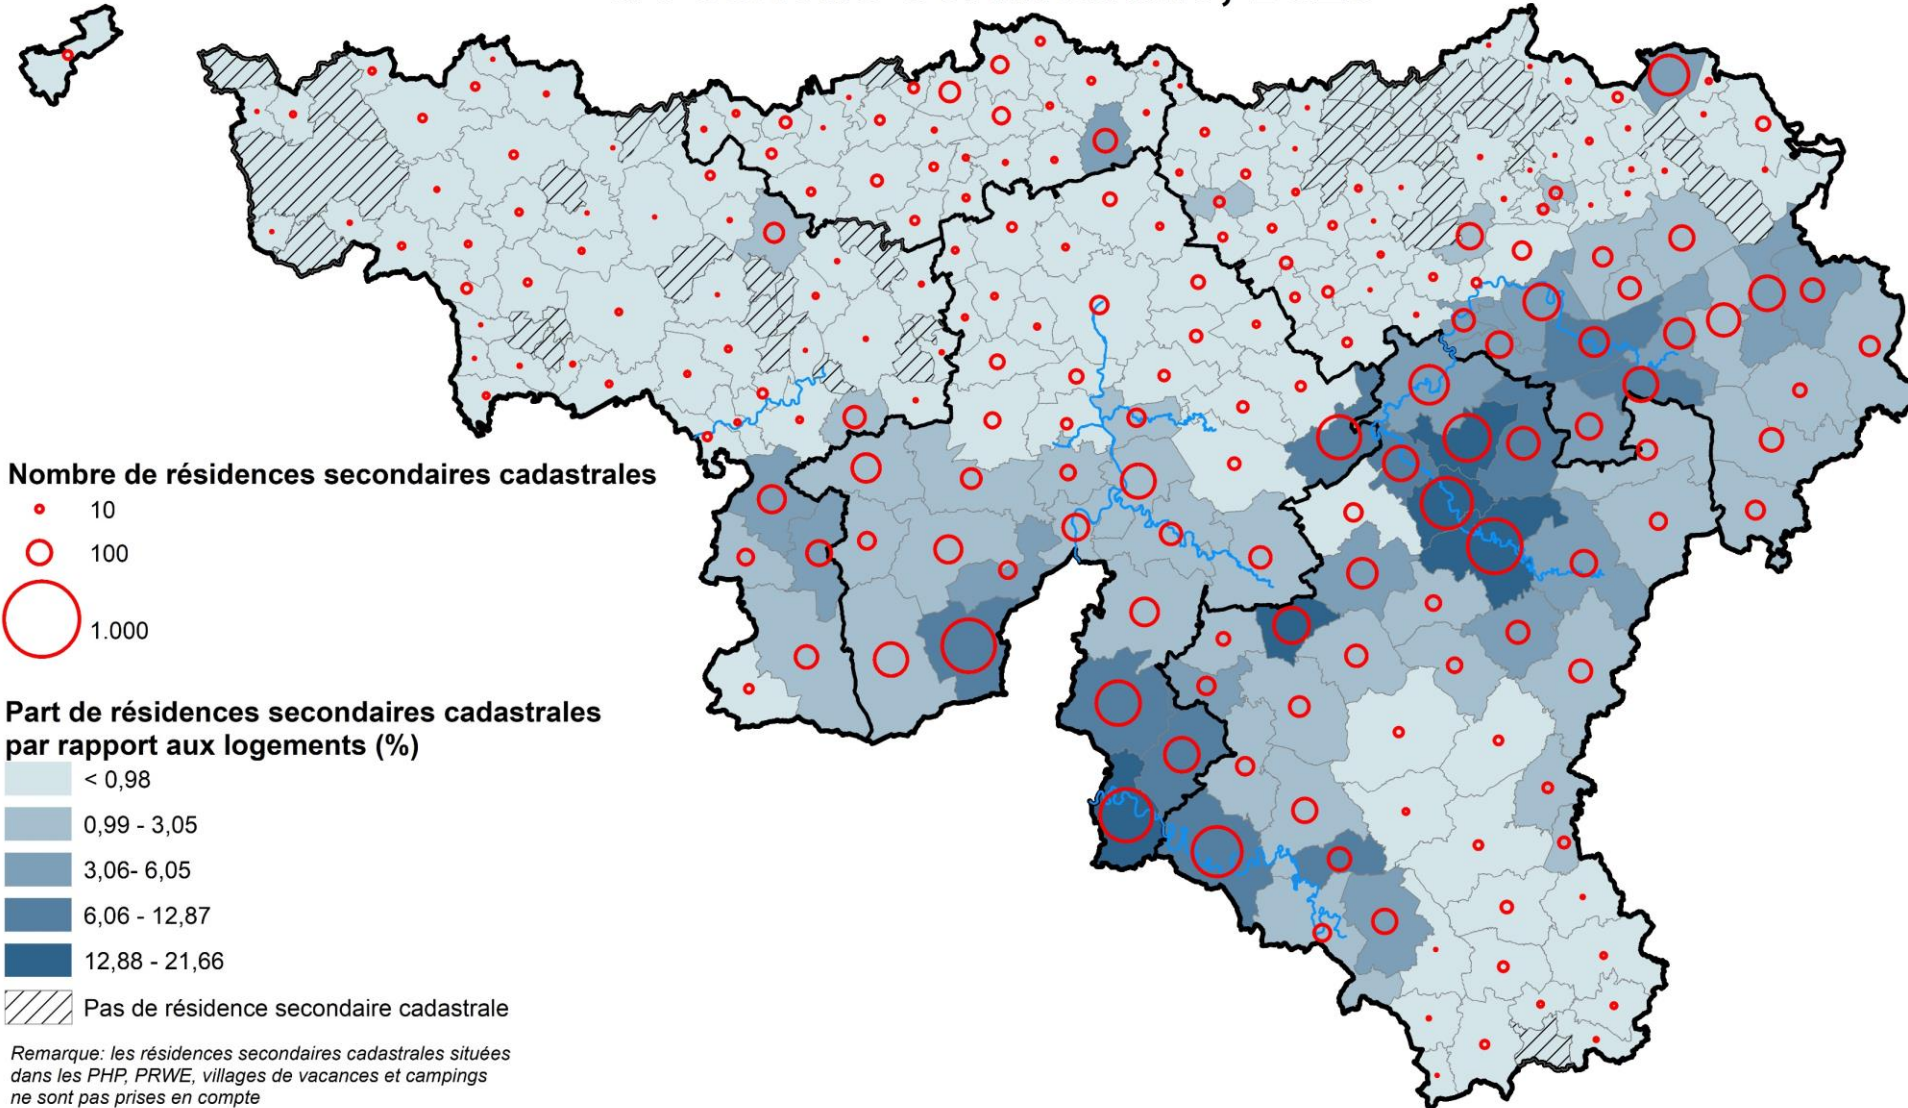 Nombre de résidences secondaires cadastrales
10
100
1.000
Part de résidences secondaires cadastrales
par rapport aux logements (%)
< 0,98
0,99 - 3,05
3,06- 6,05
6,06 - 12,87
12,88 - 21,66
Pas de résidence secondaire cadastrale
Remarque: les résidences secondaires cadastrales situées
dans les PHP, PRWE, villages de vacances et campings
ne sont pas prises en compte